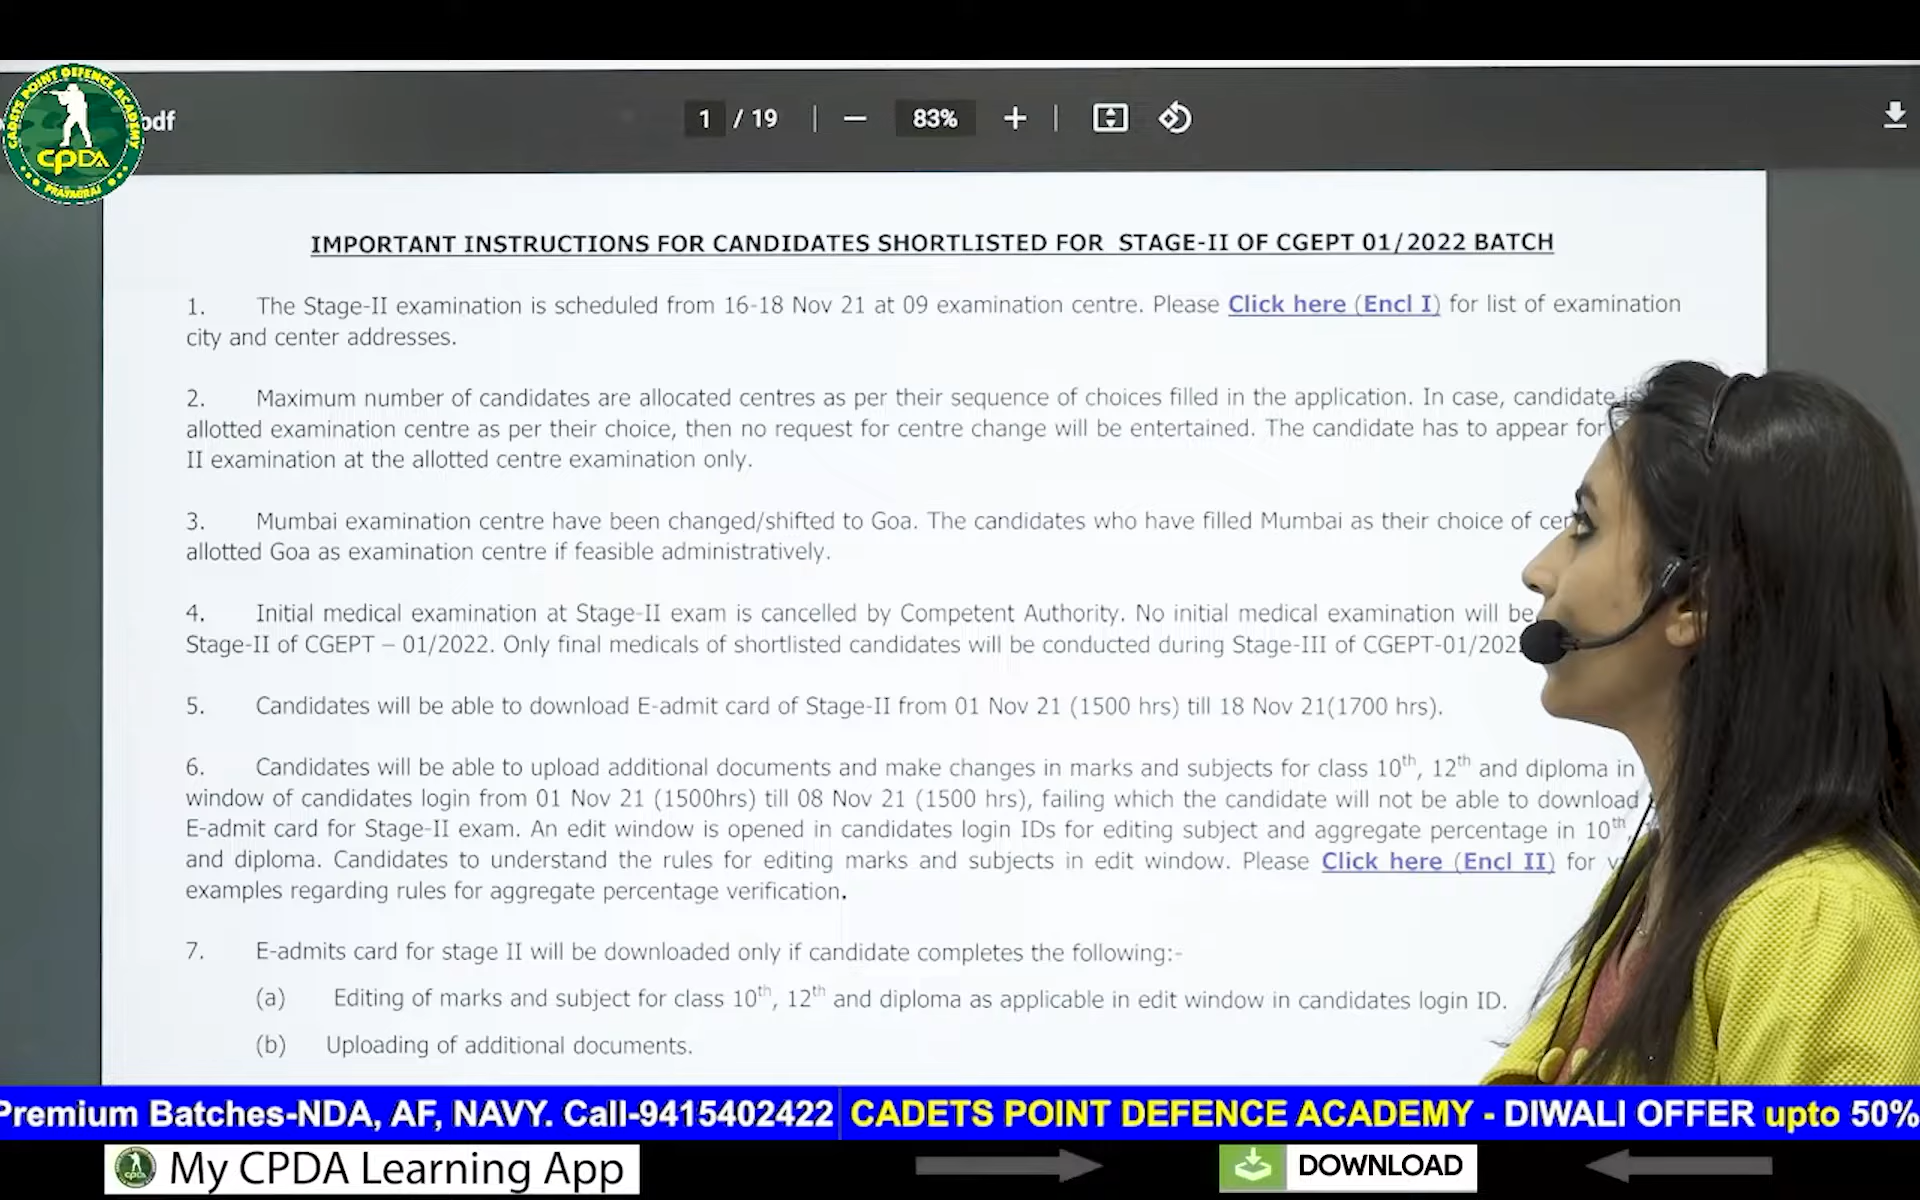 CADETS POINT DEFENCE ACADEMY
CPDA
PRAYAGRAJ
pdf
1 / 19
83%
IMPORTANT INSTRUCTIONS FOR CANDIDATES SHORTLISTED FOR STAGE-II OF CGEPT 01/2022 BATCH
1. The Stage-II examination is scheduled from 16-18 Nov 21 at 09 examination centre. Please Click here (Encl I) for list of examination
city and center addresses.
2. Maximum number of candidates are allocated centres as per their sequence of choices filled in the application. In case, candidate is
allotted examination centre as per their choice, then no request for centre change will be entertained. The candidate has to appear for
II examination at the allotted centre examination only.
3. Mumbai examination centre have been changed/shifted to Goa. The candidates who have filled Mumbai as their choice of
allotted Goa as examination centre if feasible administratively.
4. Initial medical examination at Stage-II exam is cancelled by Competent Authority. No initial medical examination will be
Stage-II of CGEPT – 01/2022. Only final medicals of shortlisted candidates will be conducted during Stage-III of CGEPT-01/202
5. Candidates will be able to download E-admit card of Stage-II from 01 Nov 21 (1500 hrs) till 18 Nov 21(1700 hrs).
6. Candidates will be able to upload additional documents and make changes in marks and subjects for class 10th, 12th and diploma in
window of candidates login from 01 Nov 21 (1500hrs) till 08 Nov 21 (1500 hrs), failing which the candidate will not be able to download
E-admit card for Stage-II exam. An edit window is opened in candidates login IDs for editing subject and aggregate percentage in 10th,
and diploma. Candidates to understand the rules for editing marks and subjects in edit window. Please Click here (Encl II) for
examples regarding rules for aggregate percentage verification.
7. E-admits card for stage II will be downloaded only if candidate completes the following:-
(a) Editing of marks and subject for class 10th, 12th and diploma as applicable in edit window in candidates login ID.
(b) Uploading of additional documents.
Premium Batches-NDA, AF, NAVY. Call-9415402422 CADETS POINT DEFENCE ACADEMY - DIWALI OFFER upto 50%
My CPDA Learning App
DOWNLOAD